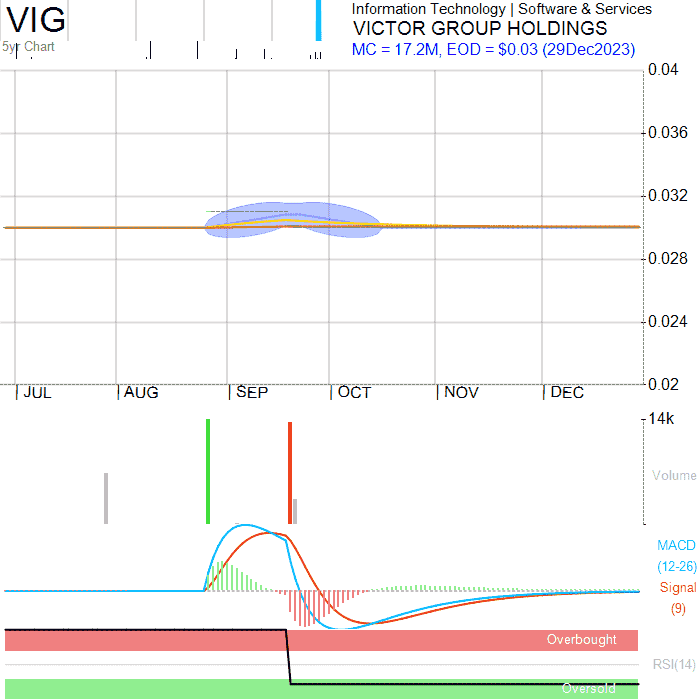 VIG
Information Technology | Software & Services
VICTOR GROUP HOLDINGS
5yr Chart
MC = 17.2M, EOD = $0.03 (29Dec2023)
0.04
0.036
0.032
0.028
0.024
0.02
JUL AUG SEP OCT NOV DEC
14k
Volume
MACD
(12-26)
Signal
(9)
Overbought
RSI(14)
Oversold